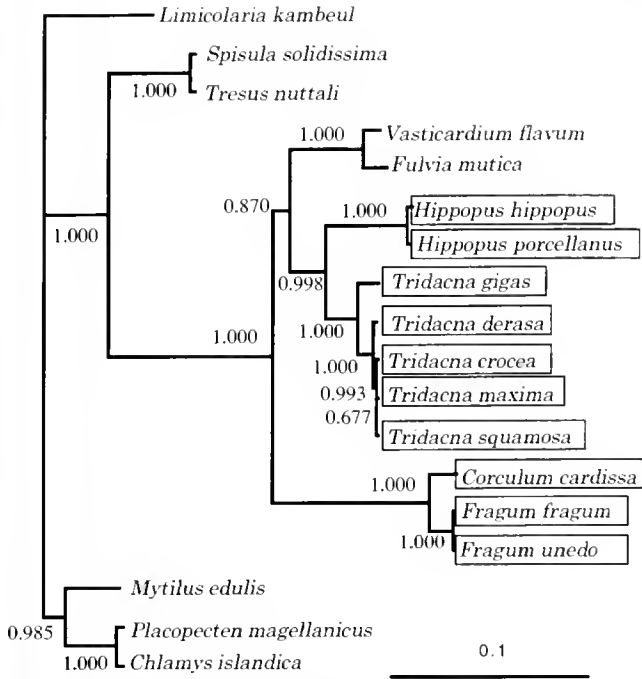 Limicolaria kambeul
Spisula solidissima
1.000
Tresus nuttali
1.000
Vasticardium flavum
Fulvia mutica
0.870
1.000
Hippopus hippopus
1.000
Hippopus porcellanus
0.998
Tridacna gigas
1.000
1.000
Tridacna derasa
1.000
Tridacna crocea
0.993
Tridacna maxima
0.677
Tridacna squamosa
1.000
Corculum cardissa
Fragum fragum
1.000
Fragum unedo
Mytilus edulis
0.985
Placopecten magellanicus
1.000
Chlamys islandica
0.1